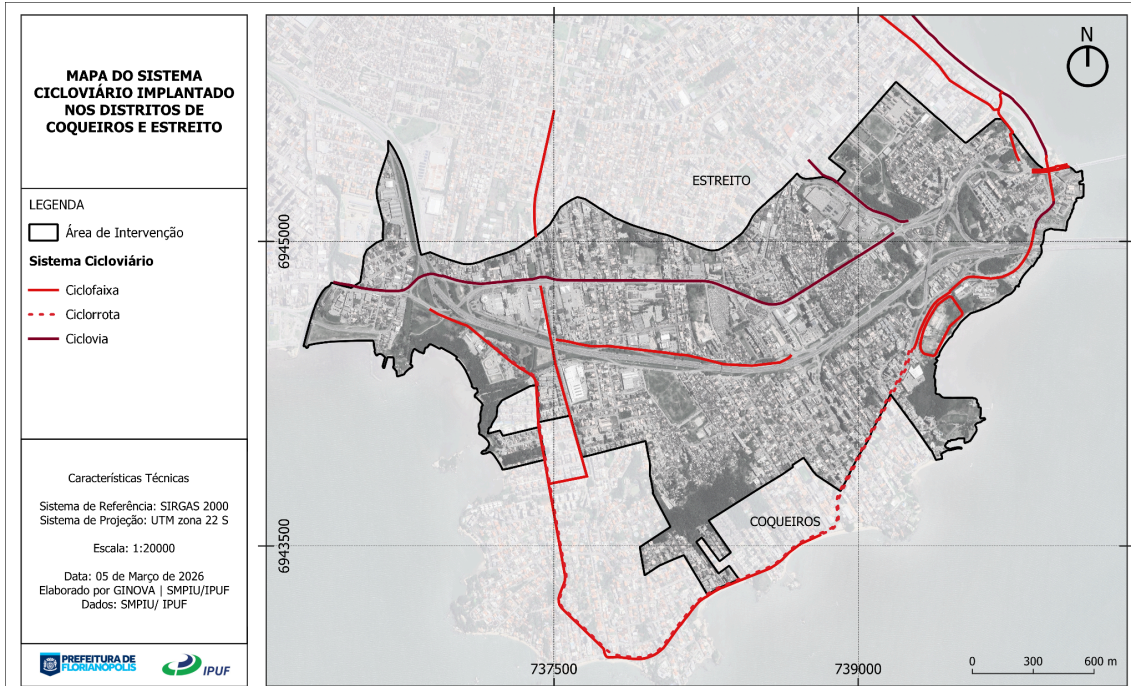 MAPA DO SISTEMA
CICLOVIÁRIO IMPLANTADO
NOS DISTRITOS DE
COQUEIROS E ESTREITO
LEGENDA
Área de Intervenção
Sistema Cicloviário
Ciclofaixa
Ciclorrota
Ciclovia
Características Técnicas
Sistema de Referência: SIRGAS 2000
Sistema de Projeção: UTM zona 22 S
Escala: 1:20000
Data: 05 de Março de 2026
Elaborado por GINOVA | SMPIU/IPUF
Dados: SMPIU/ IPUF
PREFEITURA DE
FLORIANÓPOLIS
IPUF
N
ESTREITO
6945000
COQUEIROS
6943500
737500
739000
0 300 600 m